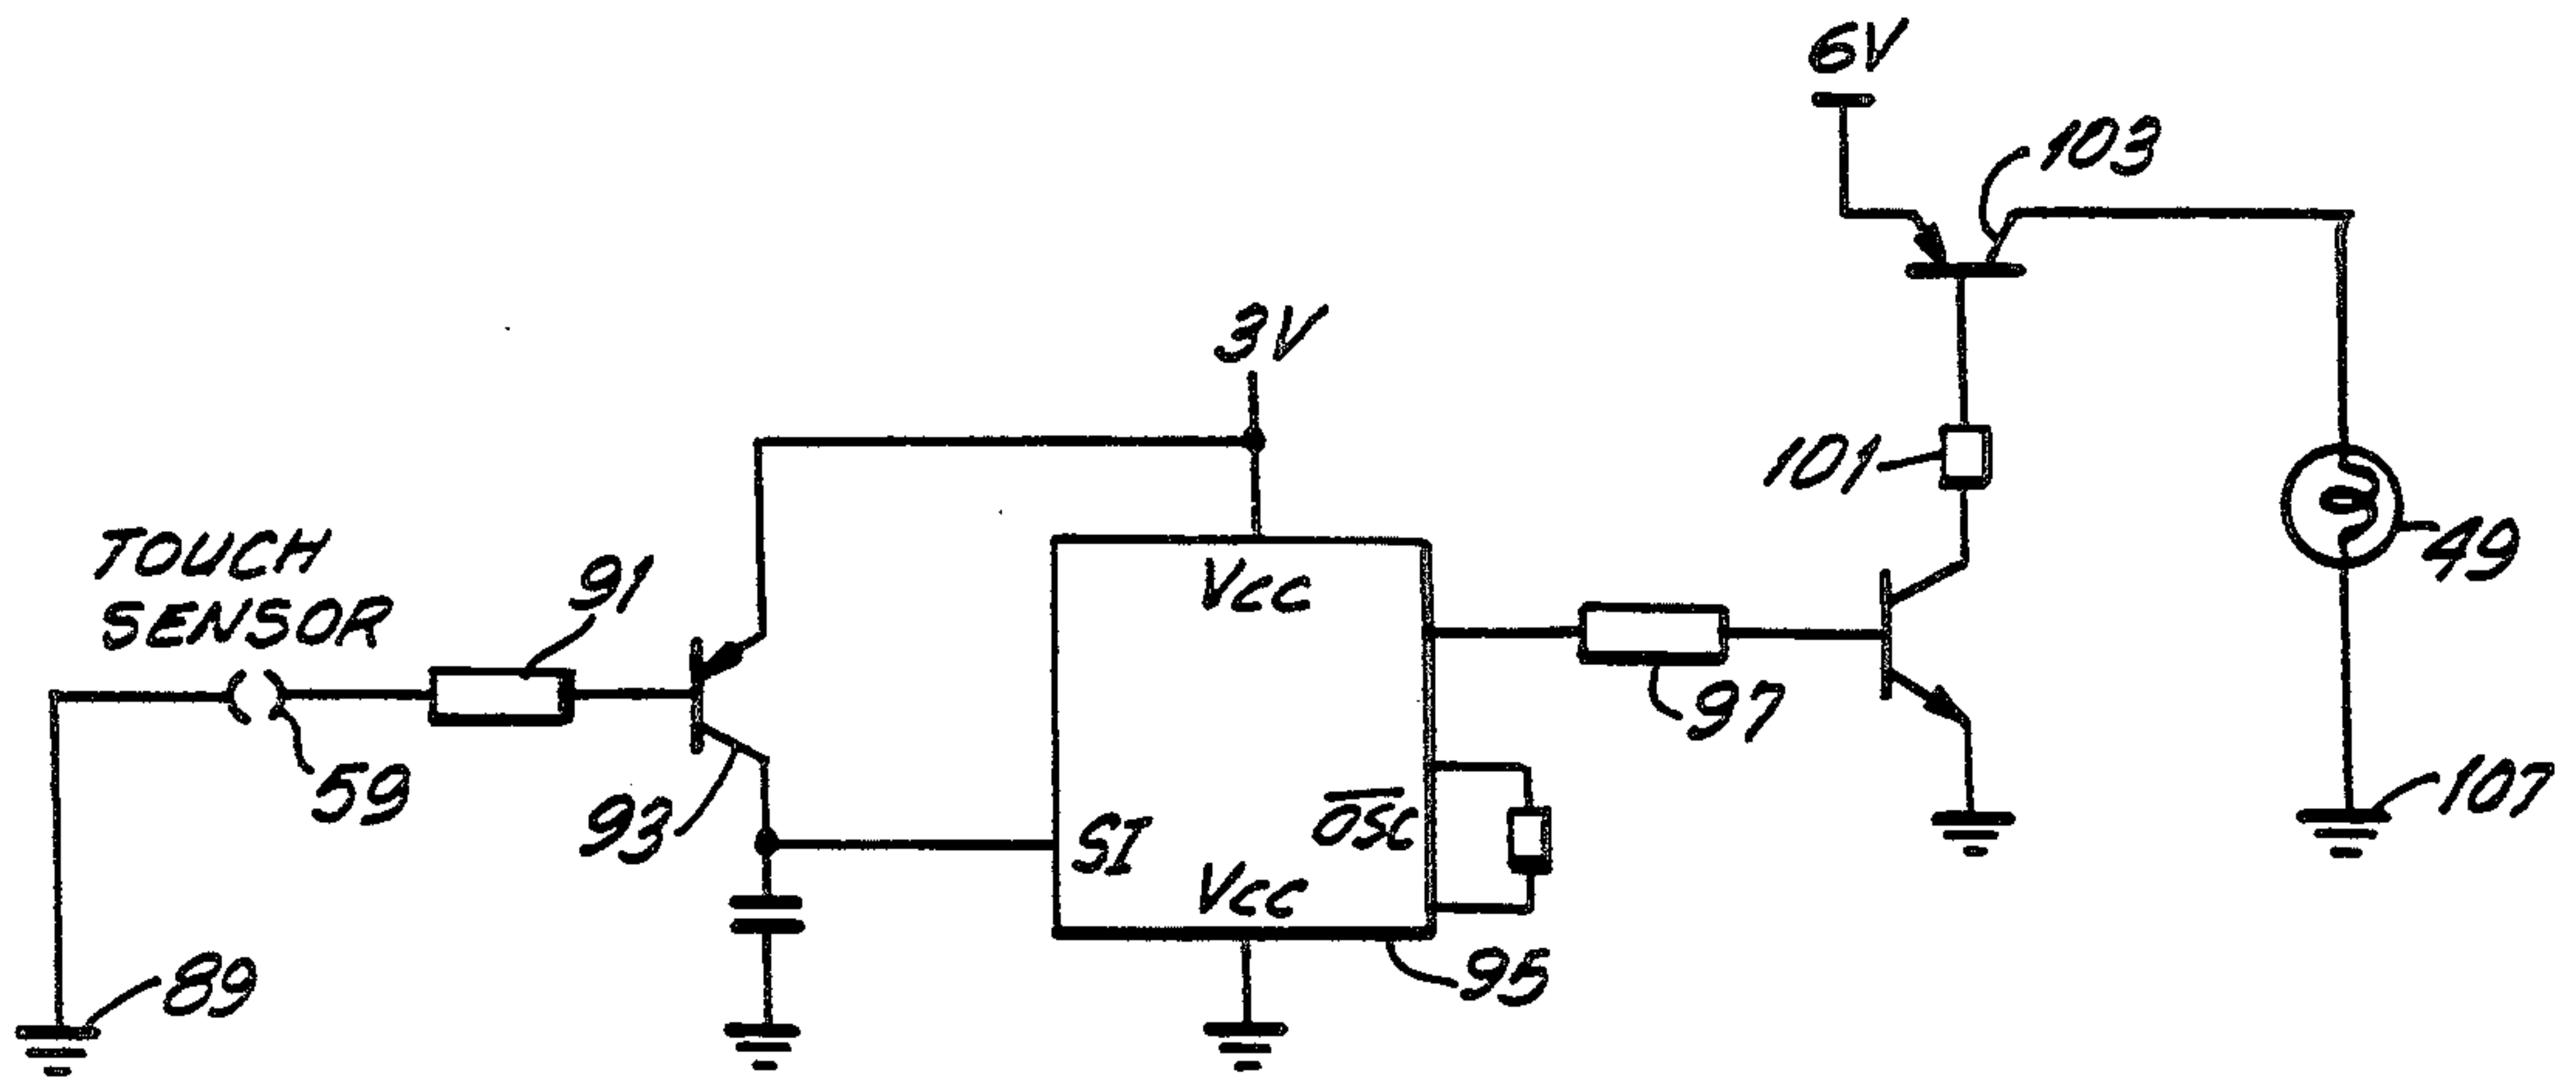 6V
103
3V
101
49
TOUCH
SENSOR
91
Vcc
97
59
93
SI
OSC
Vcc
107
95
89